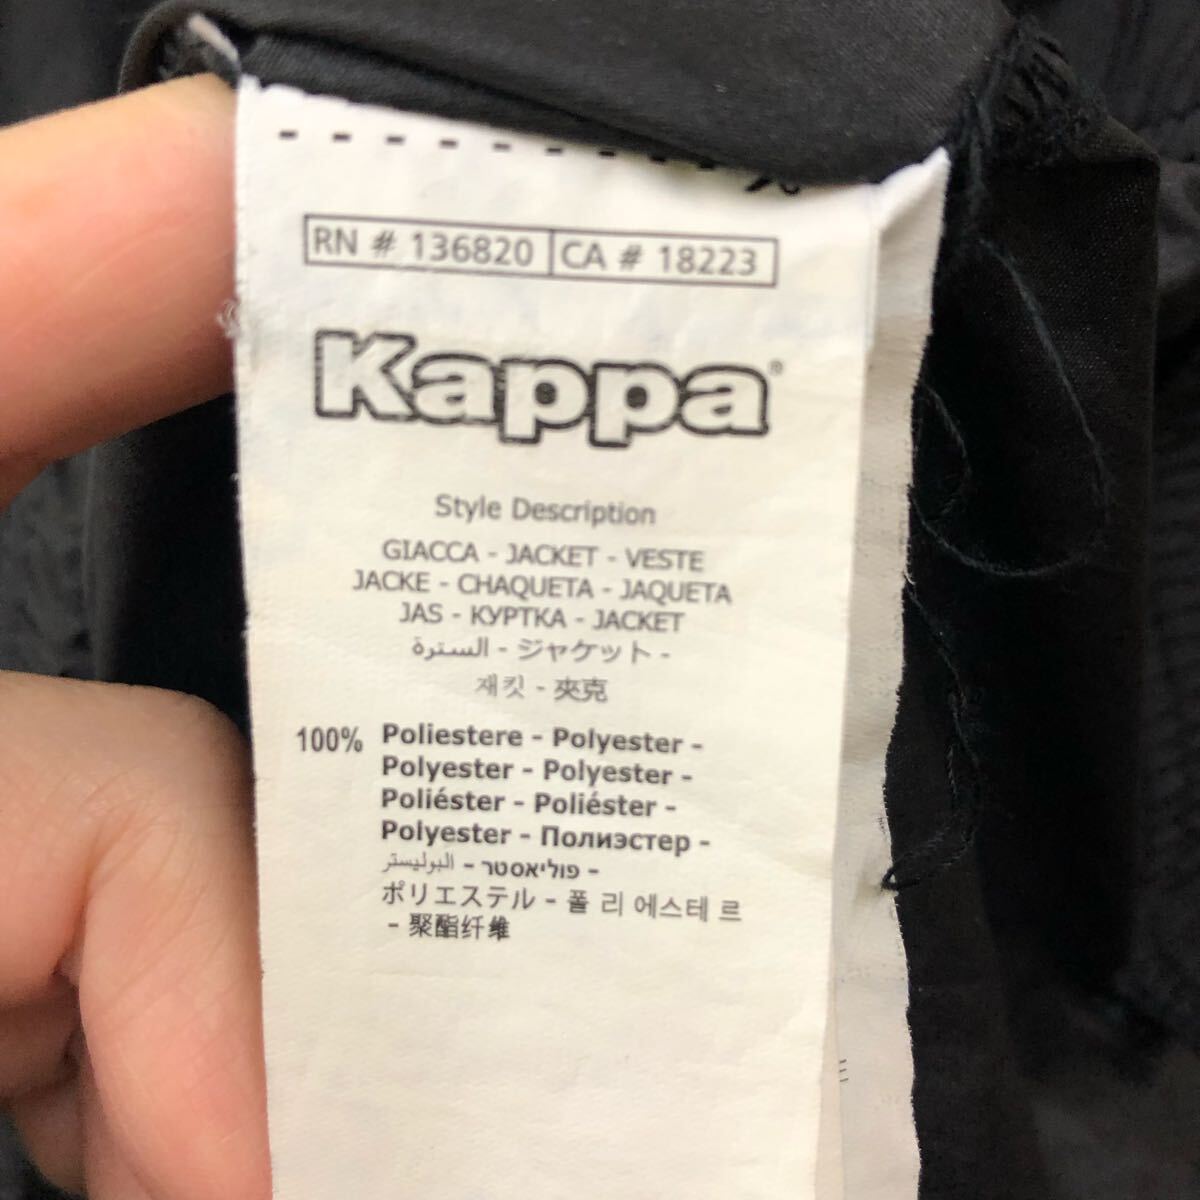 RN # 136820 CA # 18223
Kappa®
Style Description
GIACCA - JACKET - VESTE
JACKE - CHAQUETA - JAQUETA
JAS - КУРТКА - JACKET
السترة - ジャケット -
재킷 - 夾克
100% Poliestere - Polyester -
Polyester - Polyester -
Poliéster - Poliéster -
Polyester - Полиэстер -
البوليستر - פוליאסטר -
ポリエステル - 폴 리 에스테 르
- 聚酯纤维